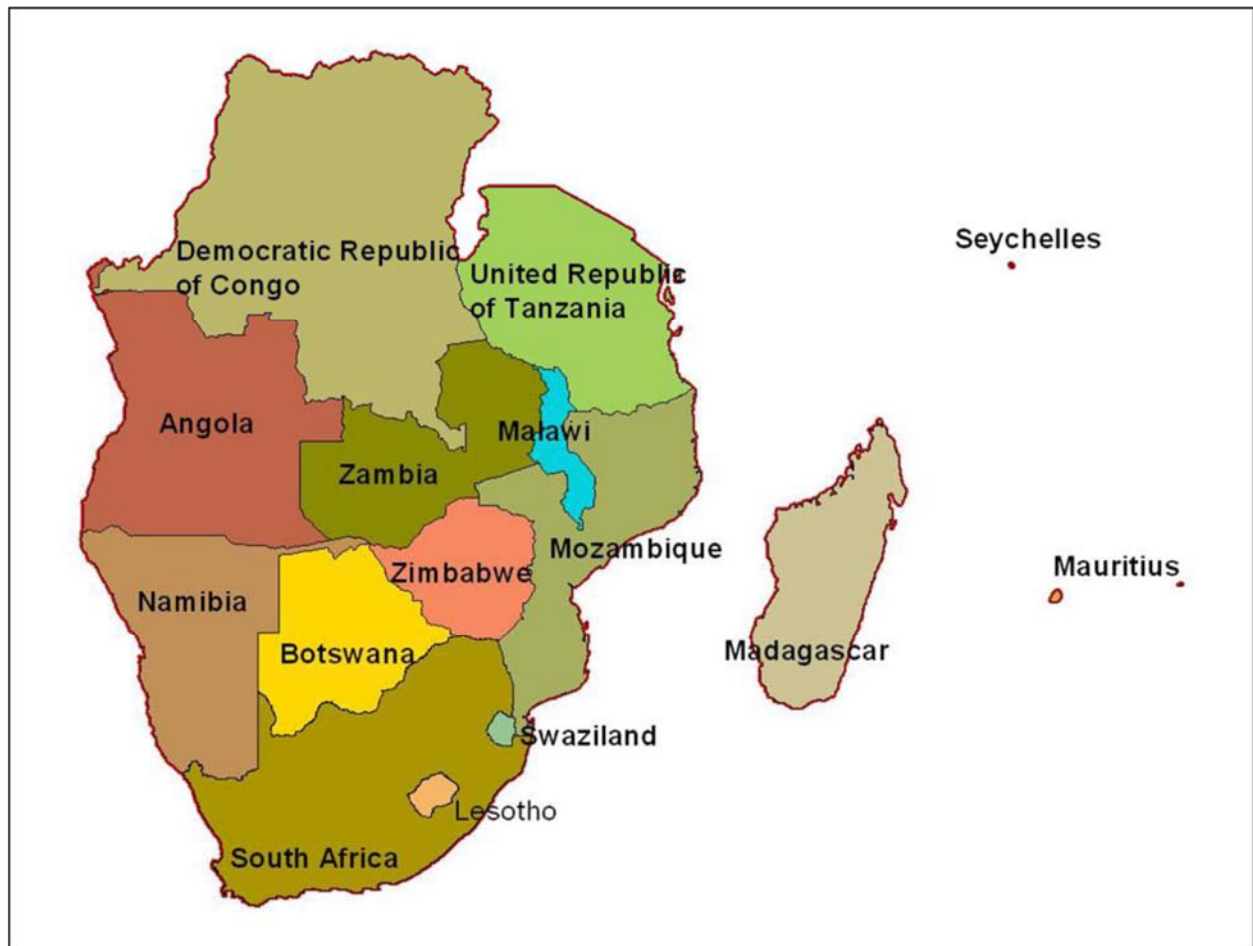 Seychelles
Democratic Republic
of Congo
United Republic
of Tanzania
Angola
Malawi
Zambia
Mozambique
Mauritius
Zimbabwe
Namibia
Botswana
Madagascar
Swaziland
Lesotho
South Africa